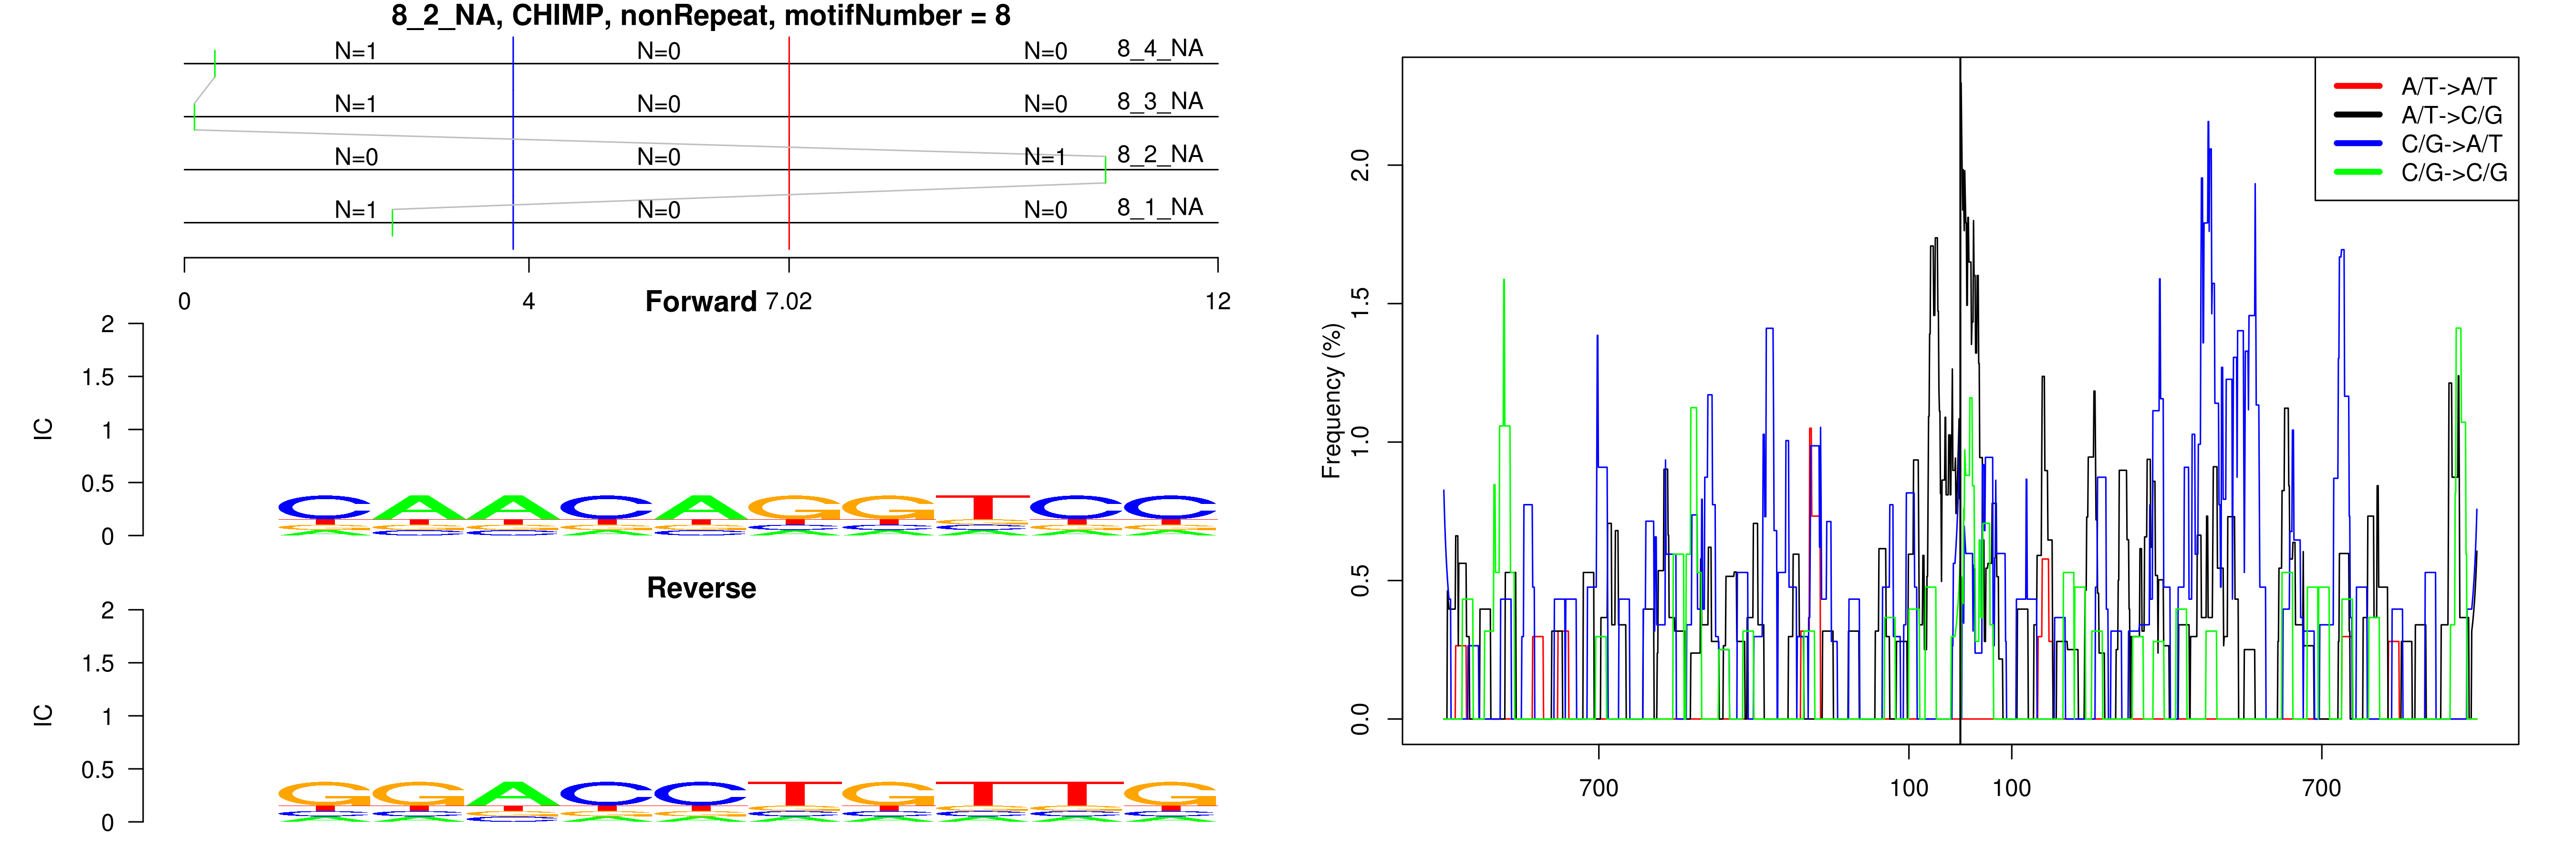 8_2_NA, CHIMP, nonRepeat, motifNumber = 8
N=1 N=0 N=0 8_4_NA
N=1 N=0 N=0 8_3_NA
N=0 N=0 N=1 8_2_NA
N=1 N=0 N=0 8_1_NA
0 4 7.02 12
Forward
IC
2
1.5
1
0.5
0
CAACAGGTCC
Reverse
IC
2
1.5
1
0.5
0
GGACCTGTTG
Frequency (%)
2.0
1.5
1.0
0.5
0.0
700 100 100 700
A/T->A/T
A/T->C/G
C/G->A/T
C/G->C/G